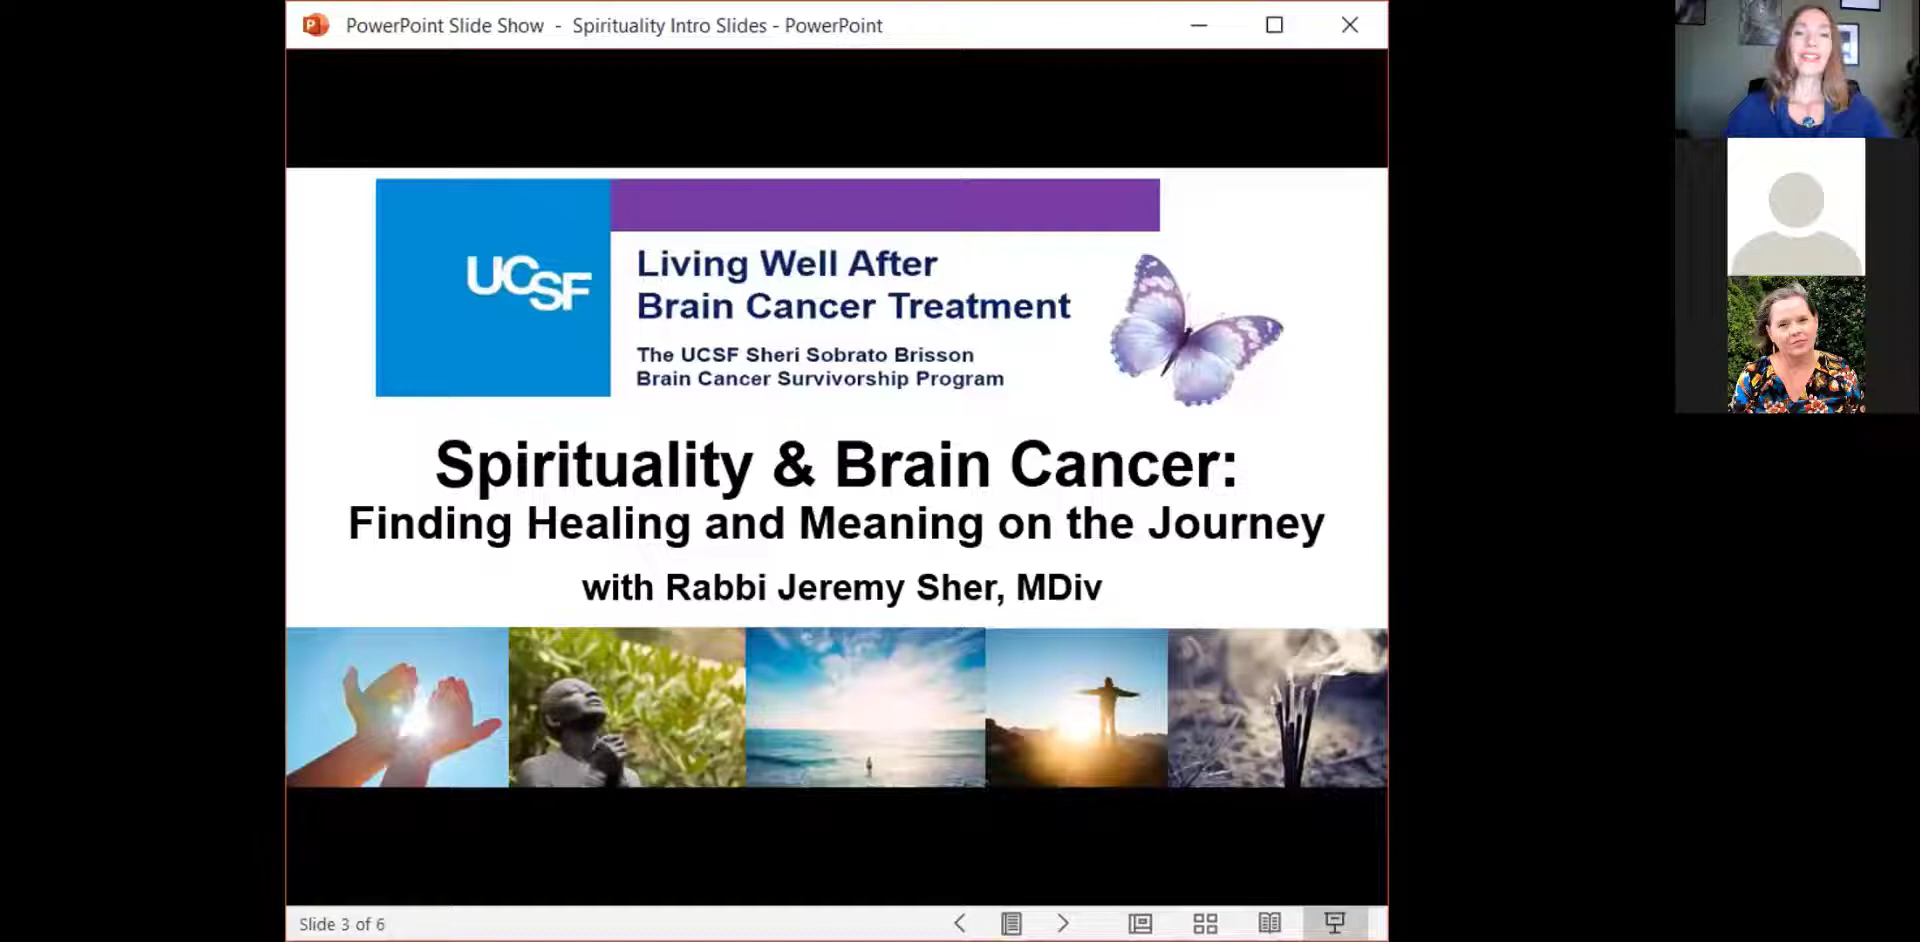 PowerPoint Slide Show - Spirituality Intro Slides - PowerPoint
UCSF
Living Well After
Brain Cancer Treatment
The UCSF Sheri Sobrato Brisson
Brain Cancer Survivorship Program
Spirituality & Brain Cancer:
Finding Healing and Meaning on the Journey
with Rabbi Jeremy Sher, MDiv
Slide 3 of 6